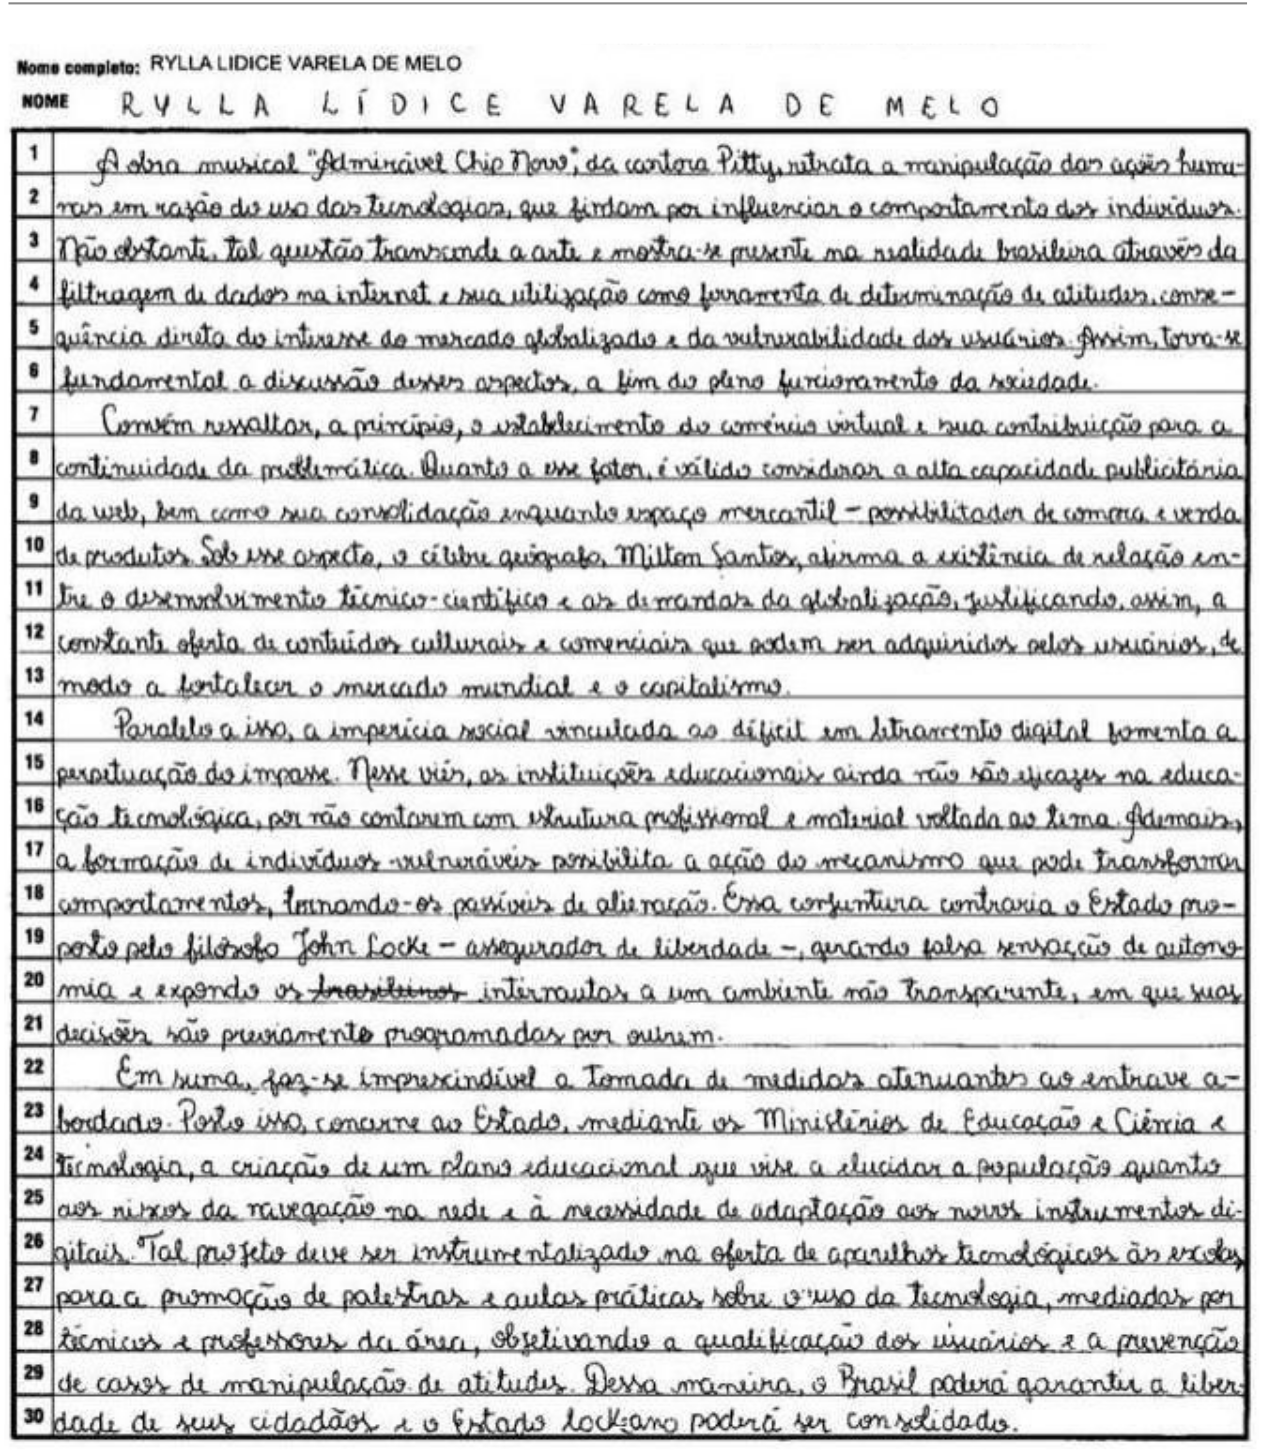 Nome completo: RYLLA LIDICE VARELA DE MELO
NOME RYLLA LÍDICE VARELA DE MELO
1 A obra musical "Admirável Chip Novo", da cantora Pitty, retrata a manipulação das ações huma-
2 nas em razão do uso das tecnologias, que findam por influenciar o comportamento dos indivíduos.
3 Não obstante, tal questão transcende a arte e mostra-se presente na realidade brasileira através da
4 filtragem de dados na internet e sua utilização como ferramenta de determinação de atitudes, conse-
5 quência direta do interesse do mercado globalizado e da vulnerabilidade dos usuários. Assim, torna-se
6 fundamental a discussão desses aspectos, a fim do pleno funcionamento da sociedade.
7 Convém ressaltar, a princípio, o estabelecimento do comércio virtual e sua contribuição para a
8 continuidade da problemática. Quanto a esse fator, é válido considerar a alta capacidade publicitária
9 da web, bem como sua consolidação enquanto espaço mercantil - possibilitador de compra e venda
10 de produtos. Sob esse aspecto, o célebre geógrafo, Milton Santos, afirma a existência de relação en-
11 tre o desenvolvimento técnico-científico e as demandas da globalização, justificando, assim, a
12 constante oferta de conteúdos culturais e comerciais que podem ser adquiridos pelos usuários, de
13 modo a fortalecer o mercado mundial e o capitalismo.
14 Paralelo a isso, a imperícia social vinculada ao déficit em letramento digital fomenta a
15 perpetuação do impasse. Nesse viés, as instituições educacionais ainda não são eficazes na educa-
16 ção tecnológica, por não contarem com estrutura profissional e material voltada ao tema. Ademais,
17 a formação de indivíduos vulneráveis possibilita a ação do mecanismo que pode transformar
18 comportamentos, tornando-os passíveis de alienação. Essa conjuntura contraria o Estado pro-
19 posto pelo filósofo John Locke - assegurador de liberdade -, gerando falsa sensacção de autono-
20 mia e expondo os brasileiros internautas a um ambiente não transparente, em que suas
21 decisões são previamente programadas por outrem.
22 Em suma, faz-se imprescindível a tomada de medidas atenuantes ao entrave a-
23 bordado. Posto isso, concerne ao Estado, mediante os Ministérios de Educação e Ciência e
24 Tecnologia, a criação de um plano educacional que vise a elucidar a população quanto
25 aos riscos da navegação na rede e à necessidade de adaptação aos novos instrumentos di-
26 gitais. Tal projeto deve ser instrumentalizado na oferta de aparelhos tecnológicos às escolas,
27 para a promoção de palestras e aulas práticas sobre o uso da tecnologia, mediadas por
28 técnicos e professores da área, objetivando a qualificação dos usuários e a prevenção
29 de casos de manipulação de atitudes. Dessa maneira, o Brasil poderá garantir a liber-
30 dade de seus cidadãos e o Estado lockeano poderá ser consolidado.